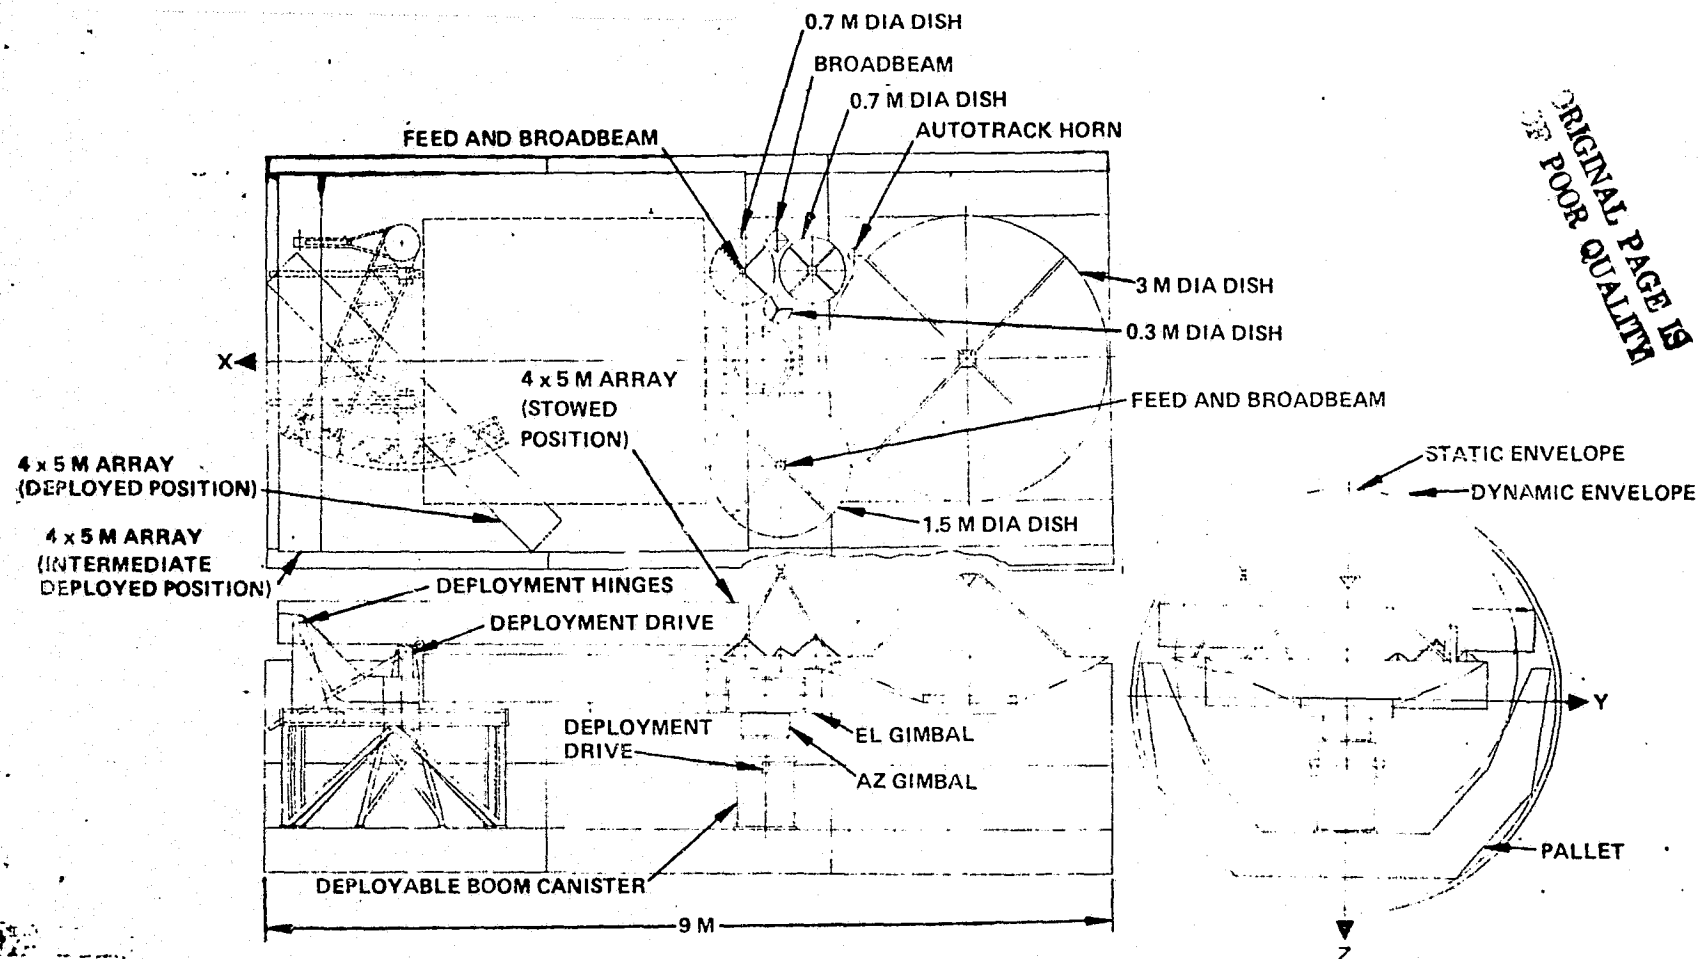 0.7 M DIA DISH
BROADBEAM
0.7 M DIA DISH
AUTOTRACK HORN
FEED AND BROADBEAM
ORIGINAL PAGE IS
OF POOR QUALITY
3 M DIA DISH
0.3 M DIA DISH
X
4 x 5 M ARRAY
(STOWED
POSITION)
FEED AND BROADBEAM
STATIC ENVELOPE
4 x 5 M ARRAY
(DEPLOYED POSITION)
DYNAMIC ENVELOPE
1.5 M DIA DISH
4 x 5 M ARRAY
(INTERMEDIATE
DEPLOYED POSITION)
DEPLOYMENT HINGES
DEPLOYMENT DRIVE
Y
DEPLOYMENT
DRIVE
EL GIMBAL
AZ GIMBAL
PALLET
DEPLOYABLE BOOM CANISTER
9 M
Z